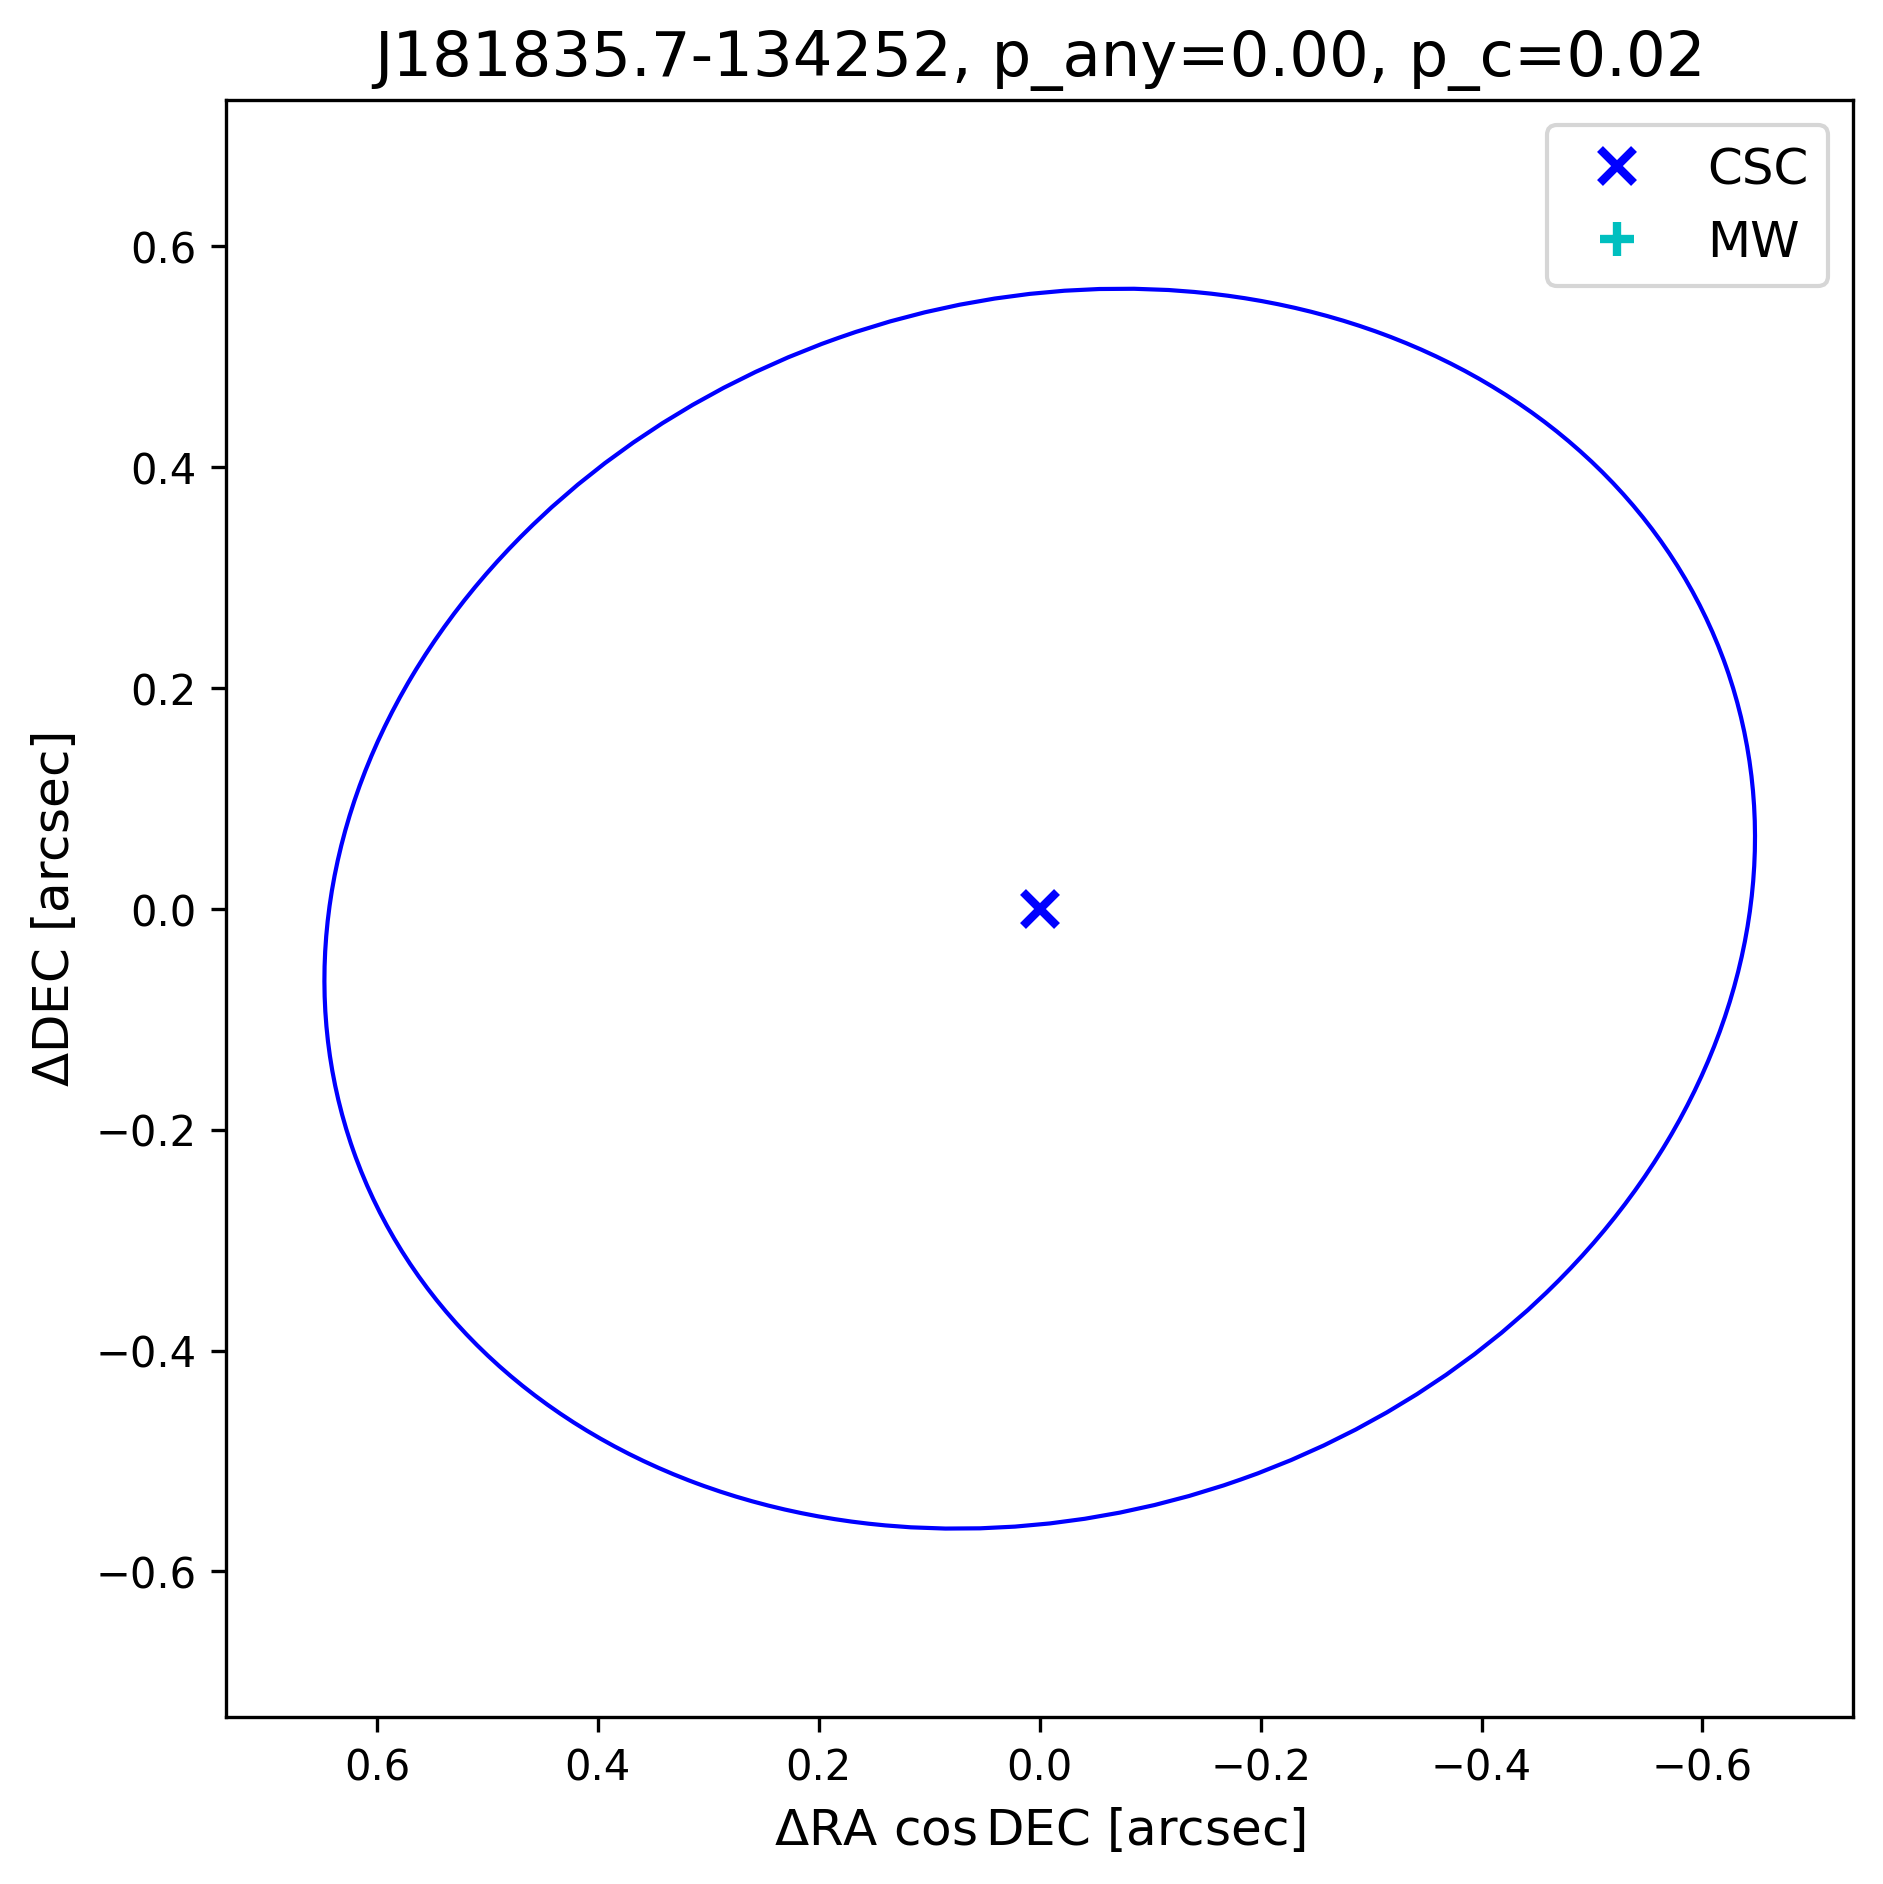 J181835.7-134252, p_any=0.00, p_c=0.02
CSC
MW
0.6
0.4
0.2
0.0
−0.2
−0.4
−0.6
ΔDEC [arcsec]
0.6 0.4 0.2 0.0 −0.2 −0.4 −0.6
ΔRA cos DEC [arcsec]